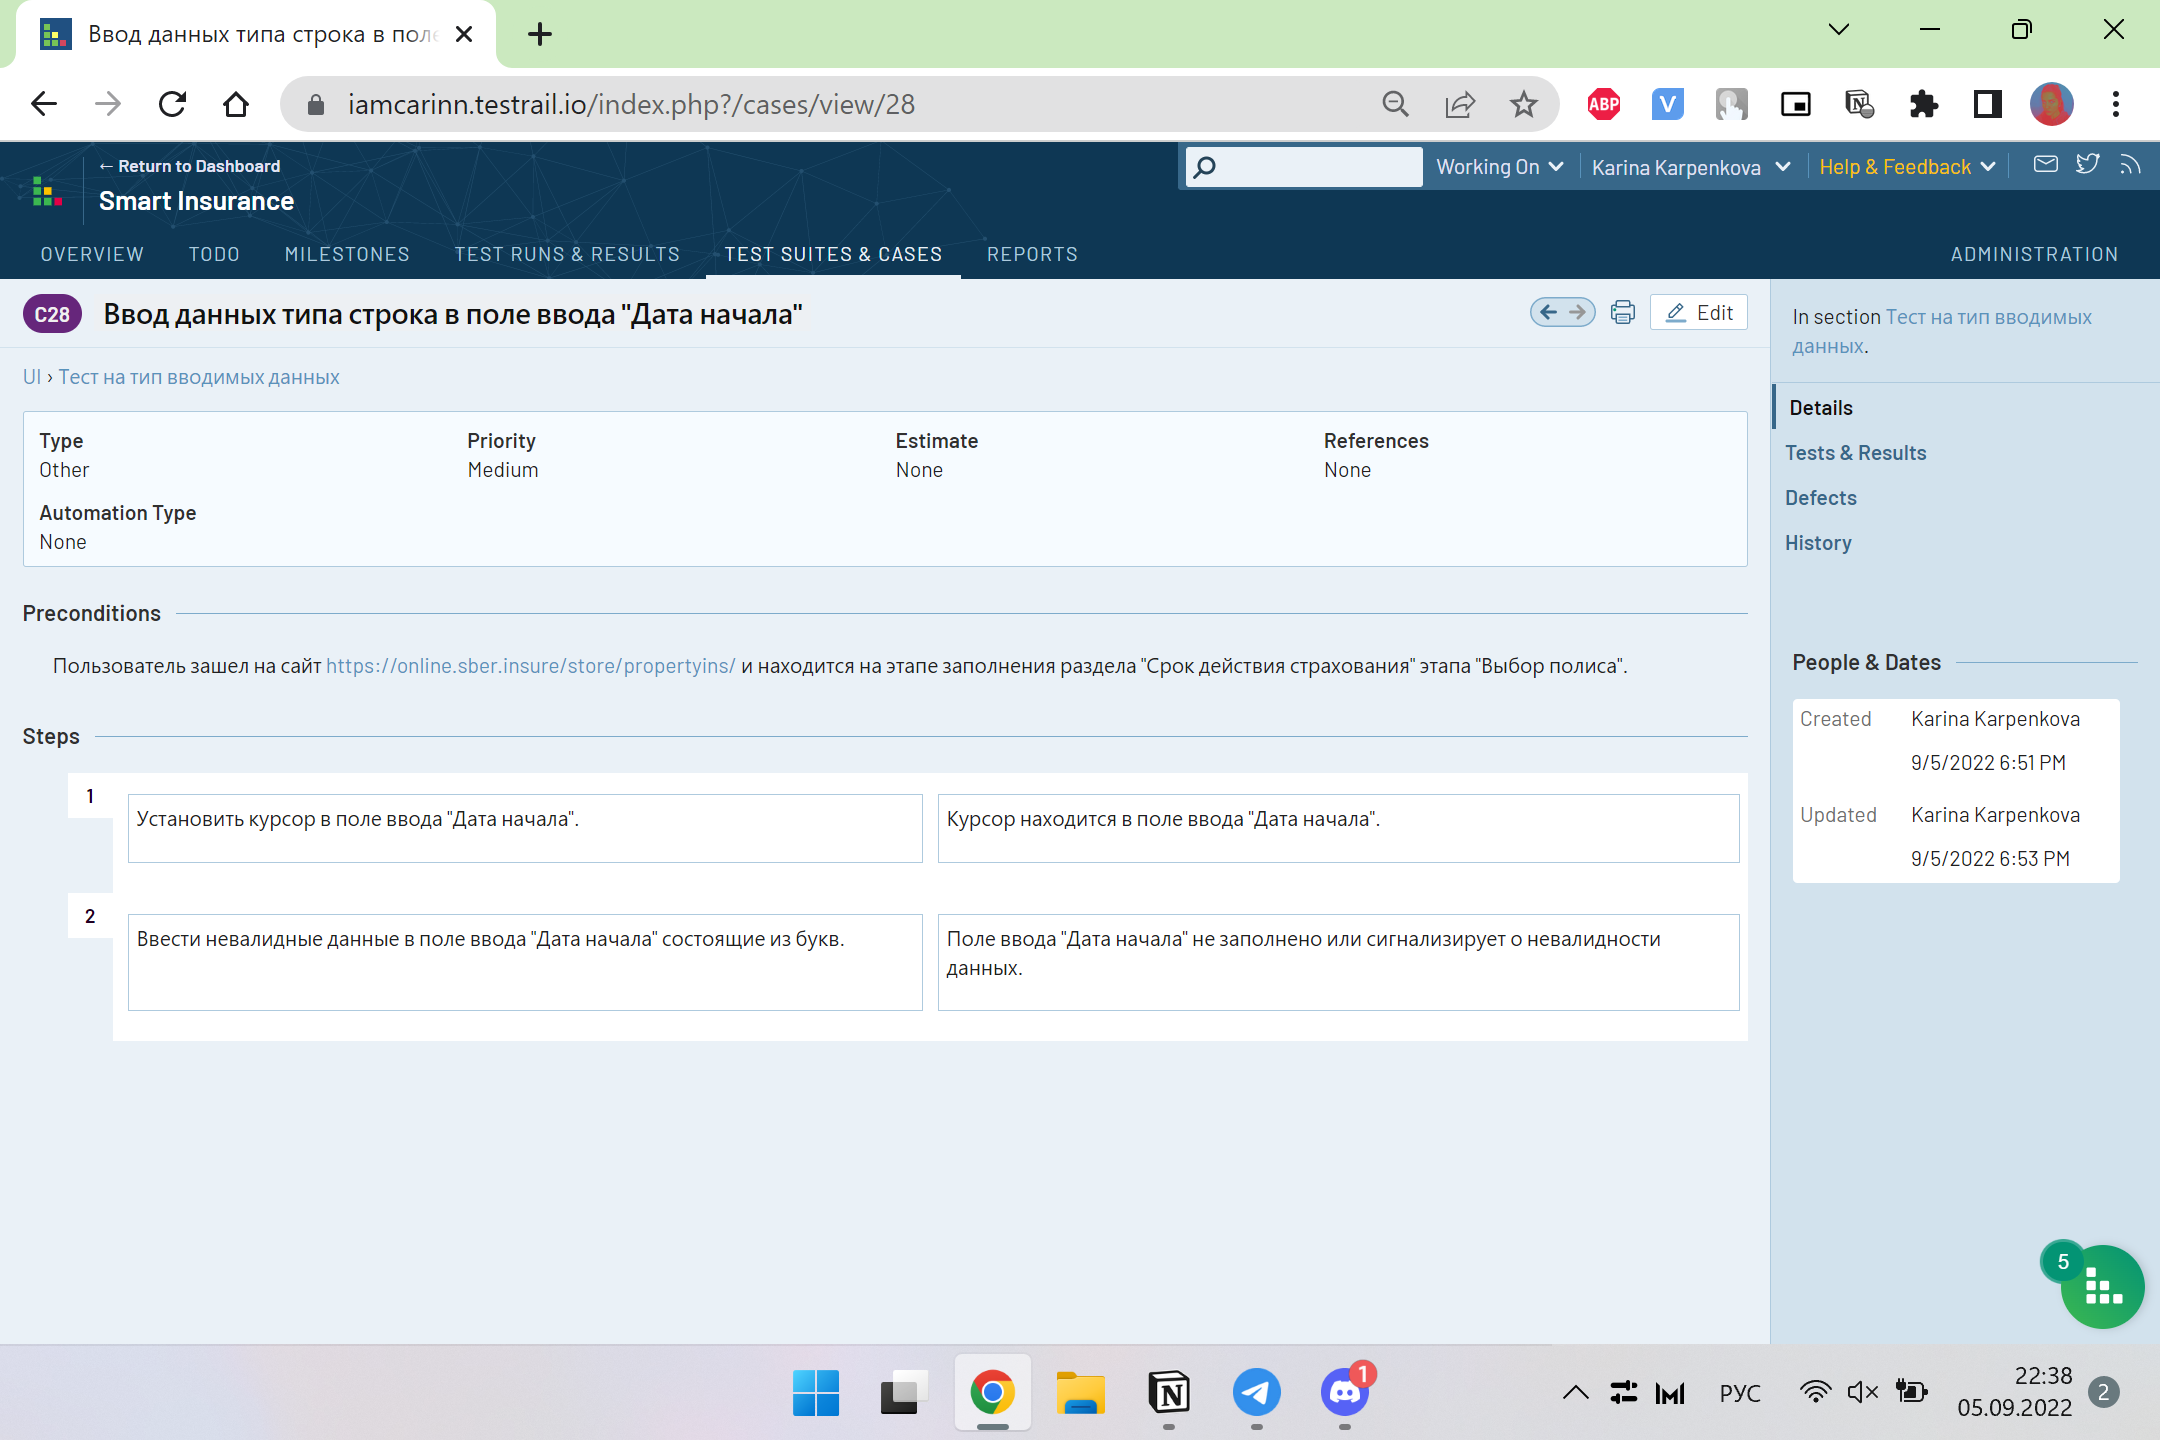 Ввод данных типа строка в поле
iamcarinn.testrail.io/index.php?/cases/view/28
ABP
V
← Return to Dashboard
Smart Insurance
Working On
Karina Karpenkova
Help & Feedback
OVERVIEW
TODO
MILESTONES
TEST RUNS & RESULTS
TEST SUITES & CASES
REPORTS
ADMINISTRATION
C28
Ввод данных типа строка в поле ввода "Дата начала"
Edit
UI › Тест на тип вводимых данных
Type
Other
Priority
Medium
Estimate
None
References
None
Automation Type
None
Preconditions
Пользователь зашел на сайт https://online.sber.insure/store/propertyins/ и находится на этапе заполнения раздела "Срок действия страхования" этапа "Выбор полиса".
Steps
1
Установить курсор в поле ввода "Дата начала".
Курсор находится в поле ввода "Дата начала".
2
Ввести невалидные данные в поле ввода "Дата начала" состоящие из букв.
Поле ввода "Дата начала" не заполнено или сигнализирует о невалидности
данных.
In section Тест на тип вводимых
данных.
Details
Tests & Results
Defects
History
People & Dates
Created
Karina Karpenkova
9/5/2022 6:51 PM
Updated
Karina Karpenkova
9/5/2022 6:53 PM
5
1
РУС
22:38
05.09.2022
2